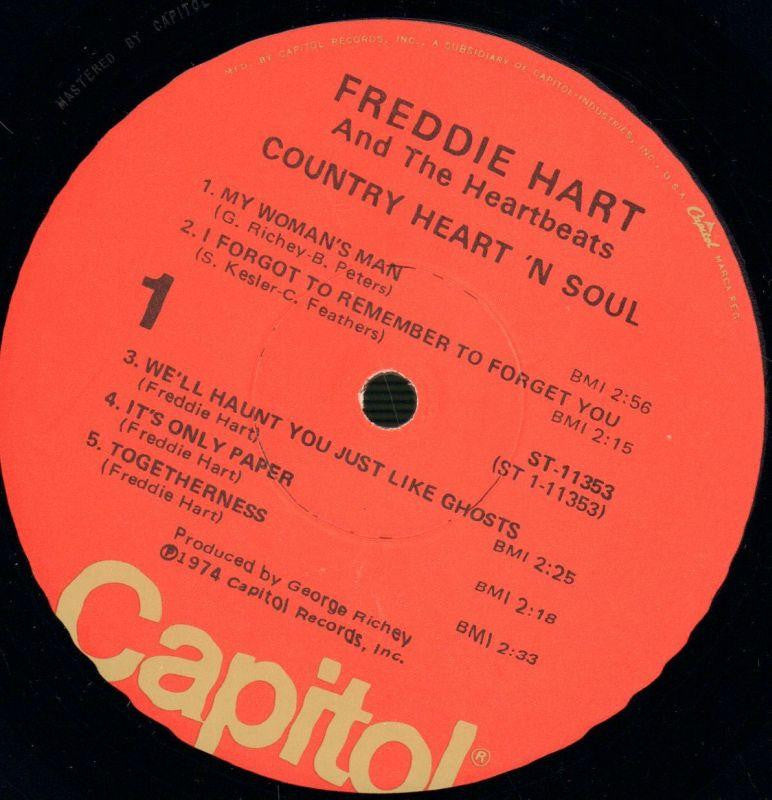 MASTERED BY CAPITOL
MFD. BY CAPITOL RECORDS, INC., A SUBSIDIARY OF CAPITOL INDUSTRIES, INC., U.S.A. Capitol MARCA REG.
FREDDIE HART
And The Heartbeats
COUNTRY HEART 'N SOUL
1. MY WOMAN'S MAN
(G. Richey-B. Peters)
BMI 2:56
2. I FORGOT TO REMEMBER TO FORGET YOU
(S. Kesler-C. Feathers)
BMI 2:15
1
ST-11353
(ST 1-11353)
3. WE'LL HAUNT YOU JUST LIKE GHOSTS
(Freddie Hart)
BMI 2:25
4. IT'S ONLY PAPER
(Freddie Hart)
BMI 2:18
5. TOGETHERNESS
(Freddie Hart)
BMI 2:33
Produced by George Richey
℗1974 Capitol Records, Inc.
Capitol®